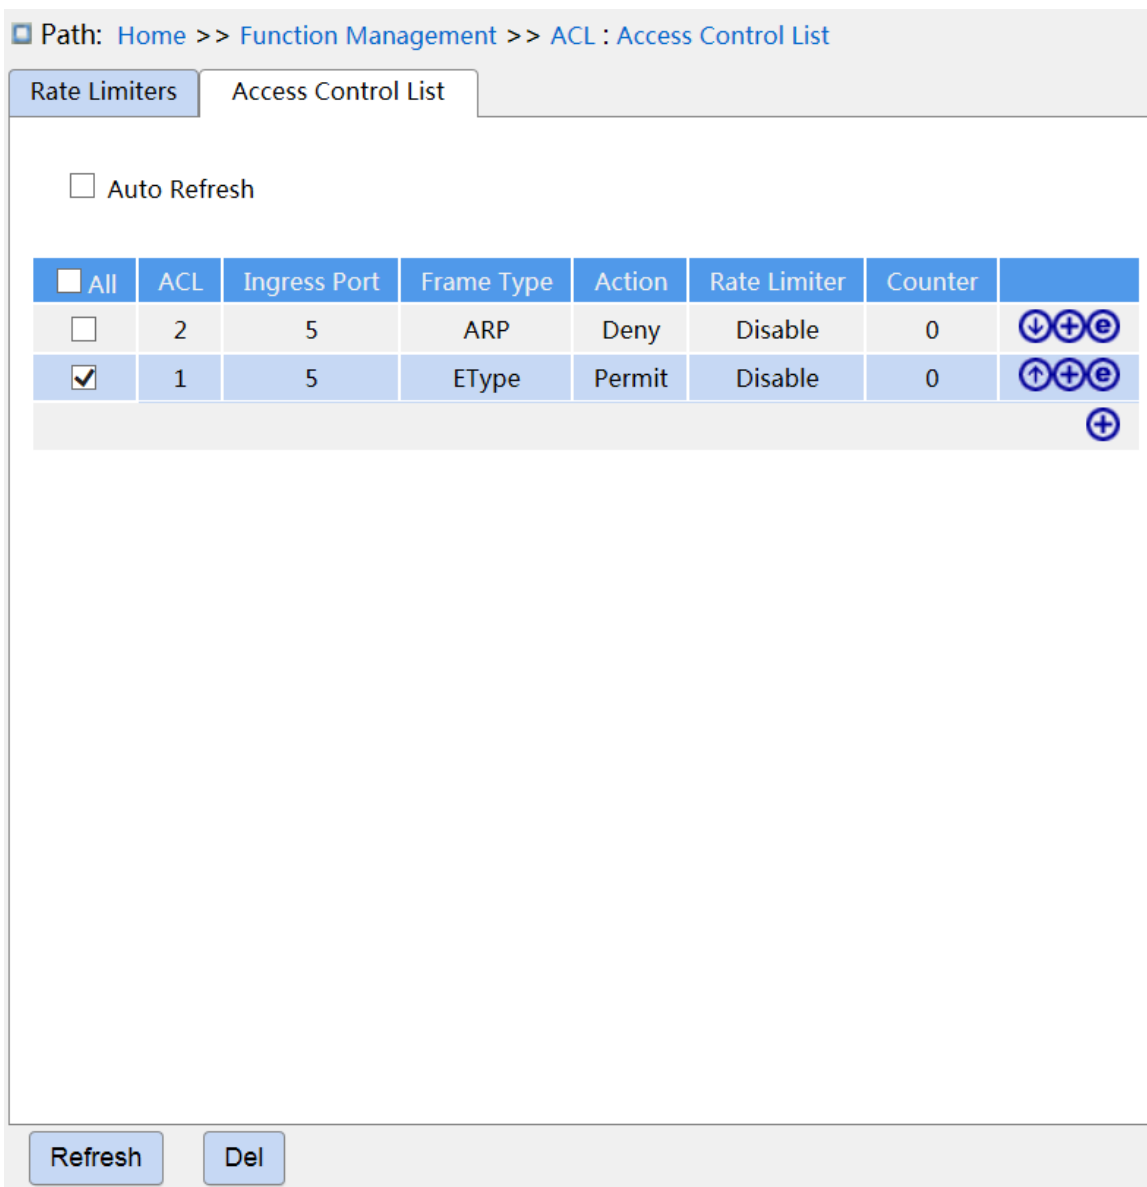 Path: Home >> Function Management >> ACL : Access Control List
Rate Limiters Access Control List
Auto Refresh
All ACL Ingress Port Frame Type Action Rate Limiter Counter
2 5 ARP Deny Disable 0
1 5 EType Permit Disable 0
Refresh Del